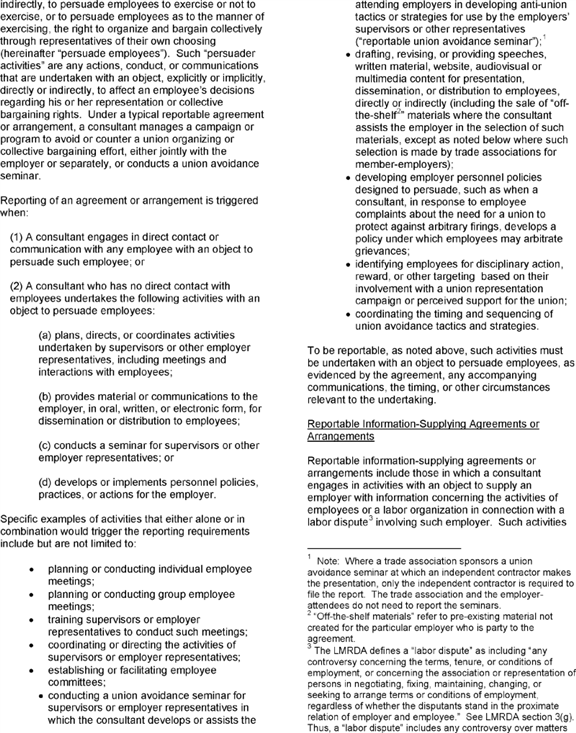 indirectly, to persuade employees to exercise or not to
exercise, or to persuade employees as to the manner of
exercising, the right to organize and bargain collectively
through representatives of their own choosing
(hereinafter “persuade employees”).  Such “persuader
activities” are any actions, conduct, or communications
that are undertaken with an object, explicitly or implicitly,
directly or indirectly, to affect an employee’s decisions
regarding his or her representation or collective
bargaining rights.  Under a typical reportable agreement
or arrangement, a consultant manages a campaign or
program to avoid or counter a union organizing or
collective bargaining effort, either jointly with the
employer or separately, or conducts a union avoidance
seminar.
Reporting of an agreement or arrangement is triggered
when:
(1) A consultant engages in direct contact or
communication with any employee with an object to
persuade such employee; or
(2) A consultant who has no direct contact with
employees undertakes the following activities with an
object to persuade employees:
(a) plans, directs, or coordinates activities
undertaken by supervisors or other employer
representatives, including meetings and
interactions with employees;
(b) provides material or communications to the
employer, in oral, written, or electronic form, for
dissemination or distribution to employees;
(c) conducts a seminar for supervisors or other
employer representatives; or
(d) develops or implements personnel policies,
practices, or actions for the employer.
Specific examples of activities that either alone or in
combination would trigger the reporting requirements
include but are not limited to:
• planning or conducting individual employee
meetings;
• planning or conducting group employee
meetings;
• training supervisors or employer
representatives to conduct such meetings;
• coordinating or directing the activities of
supervisors or employer representatives;
• establishing or facilitating employee
committees;
• conducting a union avoidance seminar for
supervisors or employer representatives in
which the consultant develops or assists the
attending employers in developing anti-union
tactics or strategies for use by the employers’
supervisors or other representatives
(“reportable union avoidance seminar”);1
• drafting, revising, or providing speeches,
written material, website, audiovisual or
multimedia content for presentation,
dissemination, or distribution to employees,
directly or indirectly (including the sale of “off-
the-shelf2” materials where the consultant
assists the employer in the selection of such
materials, except as noted below where such
selection is made by trade associations for
member-employers);
• developing employer personnel policies
designed to persuade, such as when a
consultant, in response to employee
complaints about the need for a union to
protect against arbitrary firings, develops a
policy under which employees may arbitrate
grievances;
• identifying employees for disciplinary action,
reward, or other targeting  based on their
involvement with a union representation
campaign or perceived support for the union;
• coordinating the timing and sequencing of
union avoidance tactics and strategies.
To be reportable, as noted above, such activities must
be undertaken with an object to persuade employees, as
evidenced by the agreement, any accompanying
communications, the timing, or other circumstances
relevant to the undertaking.
Reportable Information-Supplying Agreements or
Arrangements
Reportable information-supplying agreements or
arrangements include those in which a consultant
engages in activities with an object to supply an
employer with information concerning the activities of
employees or a labor organization in connection with a
labor dispute3 involving such employer.  Such activities
1  Note:  Where a trade association sponsors a union
avoidance seminar at which an independent contractor makes
the presentation, only the independent contractor is required to
file the report.  The trade association and the employer-
attendees do not need to report the seminars.
2 “Off-the-shelf materials” refer to pre-existing material not
created for the particular employer who is party to the
agreement.
3 The LMRDA defines a “labor dispute” as including “any
controversy concerning the terms, tenure, or conditions of
employment, or concerning the association or representation of
persons in negotiating, fixing, maintaining, changing, or
seeking to arrange terms or conditions of employment,
regardless of whether the disputants stand in the proximate
relation of employer and employee.”  See LMRDA section 3(g).
Thus, a “labor dispute” includes any controversy over matters